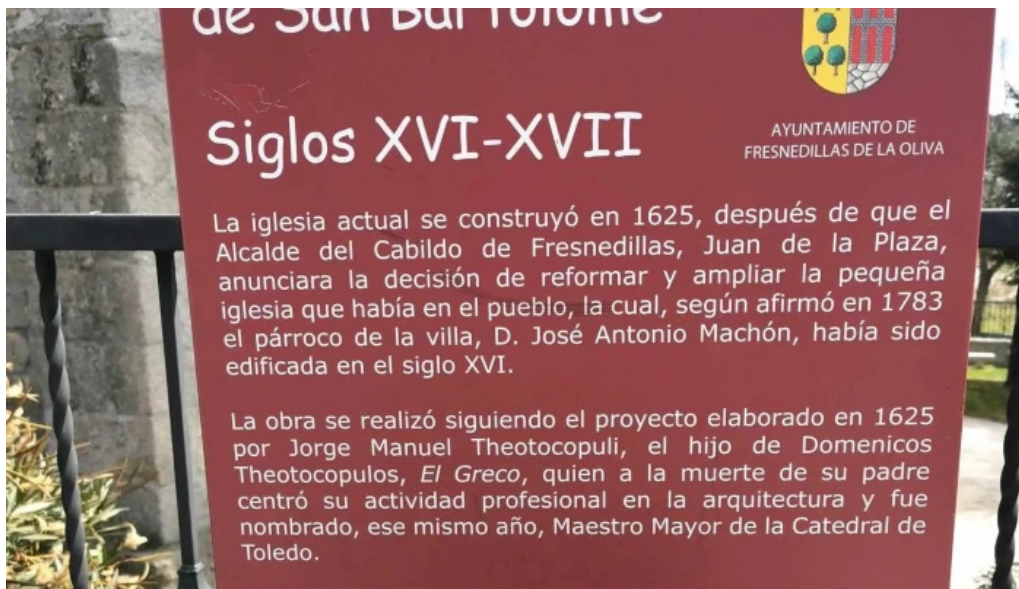 de San Bartolomé
Siglos XVI-XVII
AYUNTAMIENTO DE
FRESNEDILLAS DE LA OLIVA
La iglesia actual se construyó en 1625, después de que el
Alcalde del Cabildo de Fresnedillas, Juan de la Plaza,
anunciara la decisión de reformar y ampliar la pequeña
iglesia que había en el pueblo, la cual, según afirmó en 1783
el párroco de la villa, D. José Antonio Machón, había sido
edificada en el siglo XVI.
La obra se realizó siguiendo el proyecto elaborado en 1625
por Jorge Manuel Theotocopuli, el hijo de Domenicos
Theotocopulos, El Greco, quien a la muerte de su padre
centró su actividad profesional en la arquitectura y fue
nombrado, ese mismo año, Maestro Mayor de la Catedral de
Toledo.